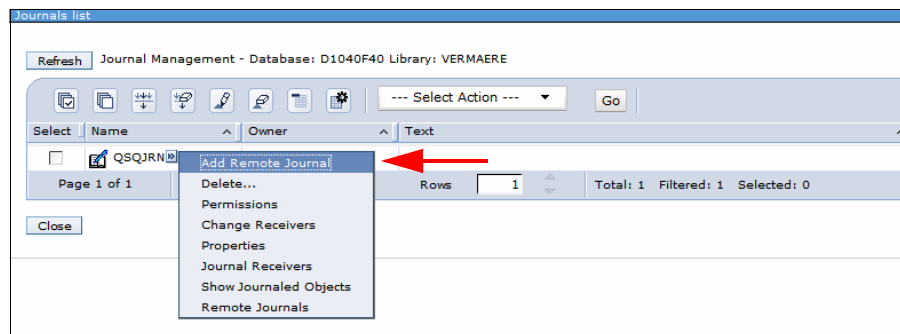 Journals list
Refresh Journal Management - Database: D1040F40 Library: VERMAERE
--- Select Action --- Go
Select Name Owner Text
QSQJRN
Add Remote Journal
Page 1 of 1 Delete... Rows 1 Total: 1 Filtered: 1 Selected: 0
Permissions
Close Change Receivers
Properties
Journal Receivers
Show Journaled Objects
Remote Journals